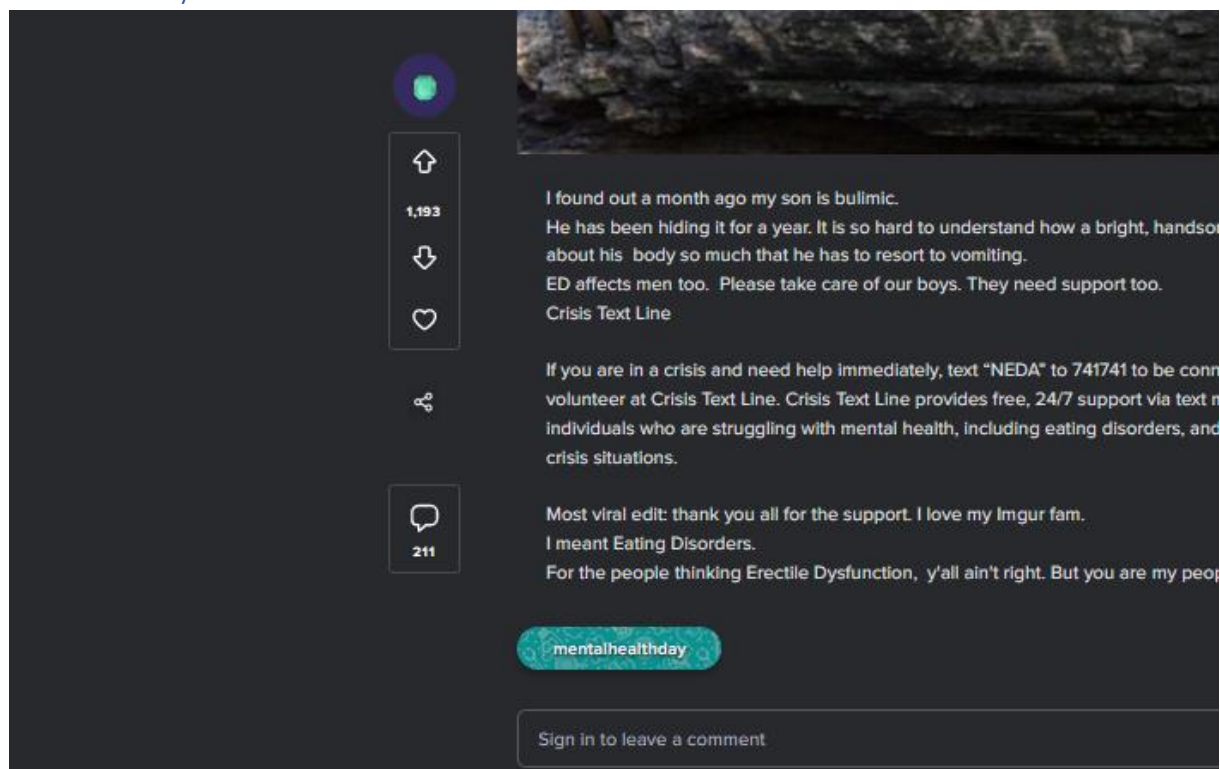 1,193
I found out a month ago my son is bulimic.
He has been hiding it for a year. It is so hard to understand how a bright,
about his  body so much that he has to resort to vomiting.
ED affects men too.  Please take care of our boys. They need support too.
Crisis Text Line
If you are in a crisis and need help immediately, text “NEDA” to 741741 to be
volunteer at Crisis Text Line. Crisis Text Line provides free, 24/7 support via text
individuals who are struggling with mental health, including eating disorders, and
crisis situations.
211
Most viral edit: thank you all for the support. I love my Imgur fam.
I meant Eating Disorders.
For the people thinking Erectile Dysfunction,  y'all ain't right. But you are my
mentalhealthday
Sign in to leave a comment